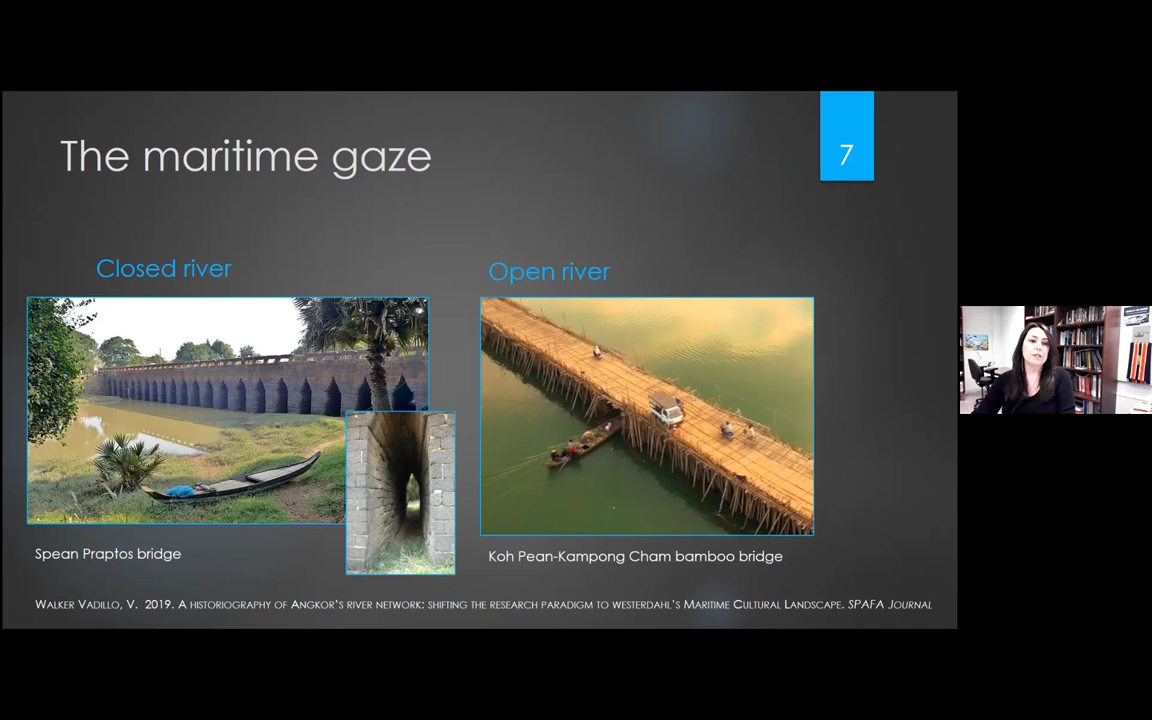 The maritime gaze
7
Closed river
Open river
Spean Praptos bridge
Koh Pean-Kampong Cham bamboo bridge
WALKER VADILLO, V. 2019. A HISTORIOGRAPHY OF ANGKOR'S RIVER NETWORK: SHIFTING THE RESEARCH PARADIGM TO WESTERDAHL'S MARITIME CULTURAL LANDSCAPE. SPAFA JOURNAL